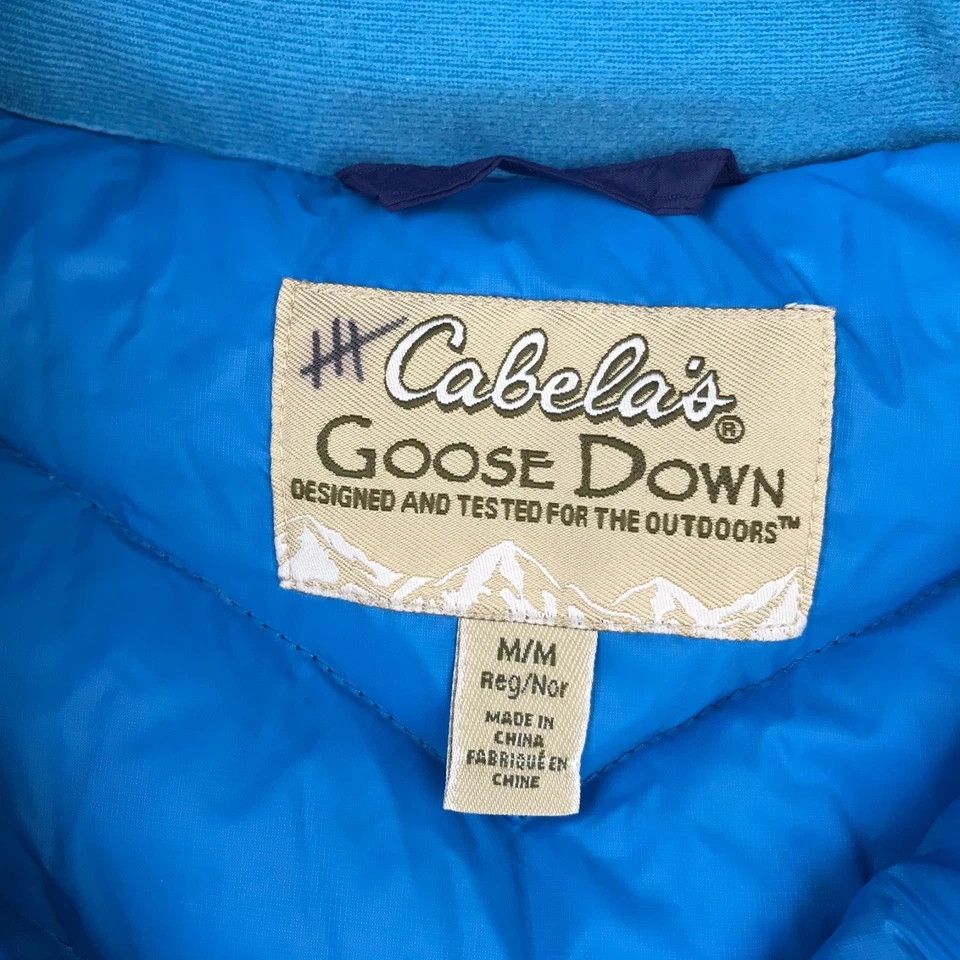 Cabela's®
GOOSE DOWN
DESIGNED AND TESTED FOR THE OUTDOORS™
M/M
Reg/Nor
MADE IN
CHINA
FABRIQUÉ EN
CHINE